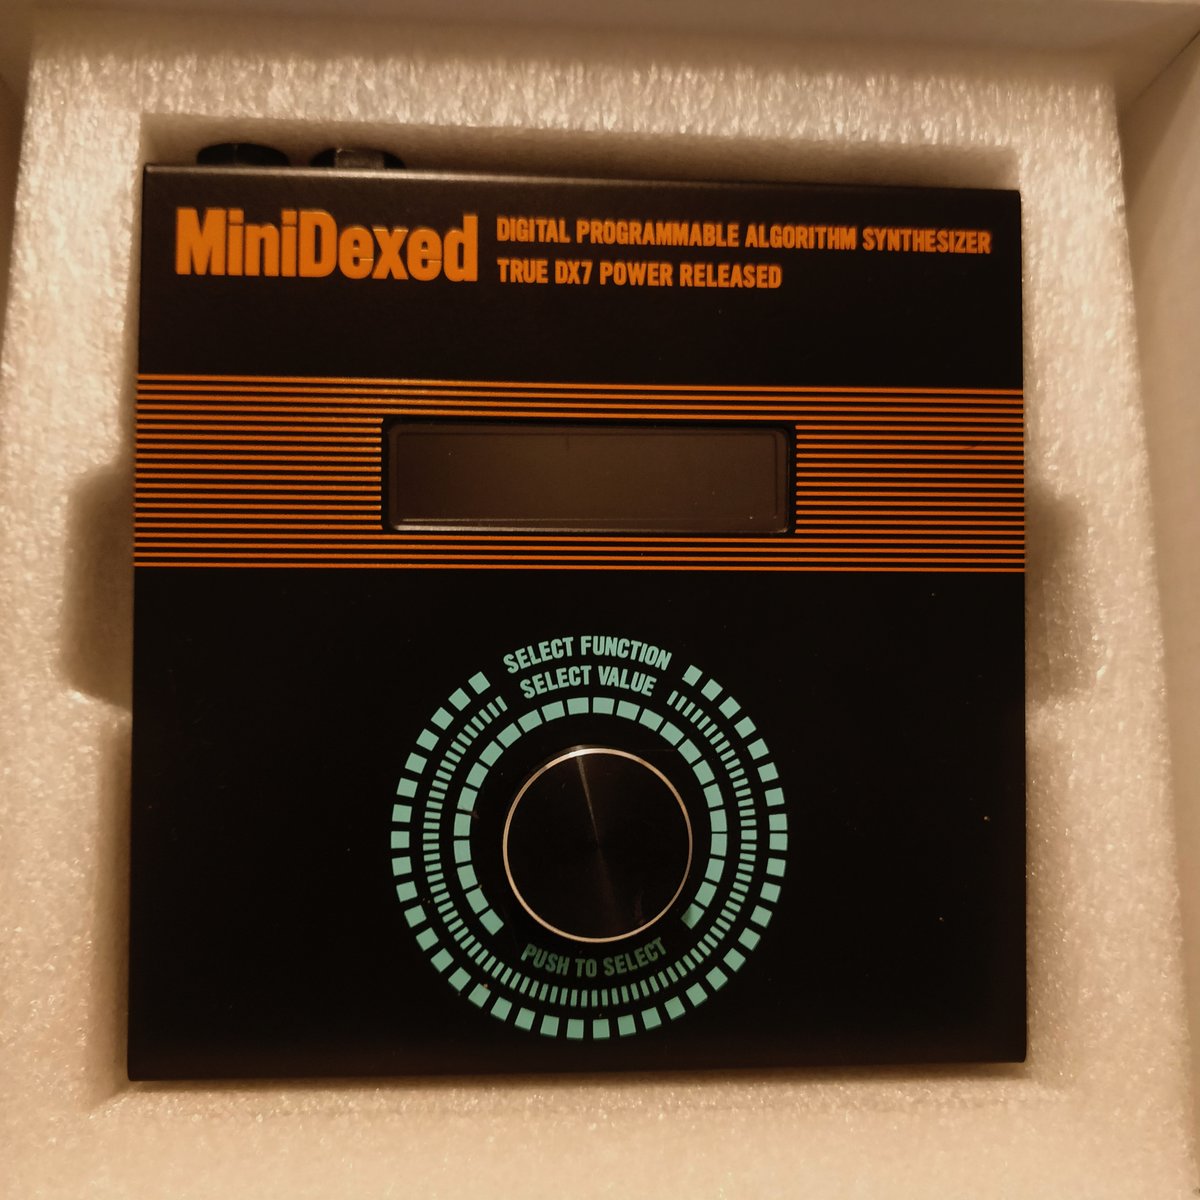 MiniDexed
DIGITAL PROGRAMMABLE ALGORITHM SYNTHESIZER
TRUE DX7 POWER RELEASED
SELECT FUNCTION
SELECT VALUE
PUSH TO SELECT